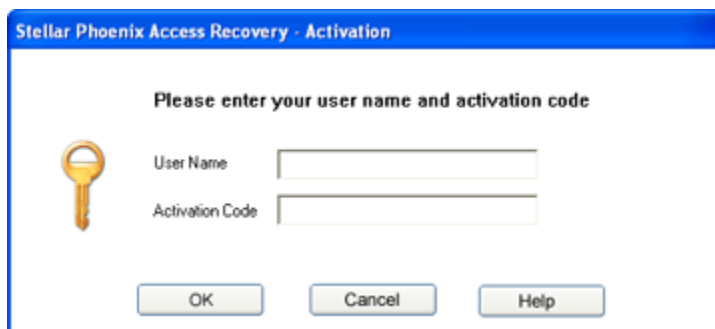 Stellar Phoenix Access Recovery - Activation
Please enter your user name and activation code
User Name
Activation Code
OK Cancel Help